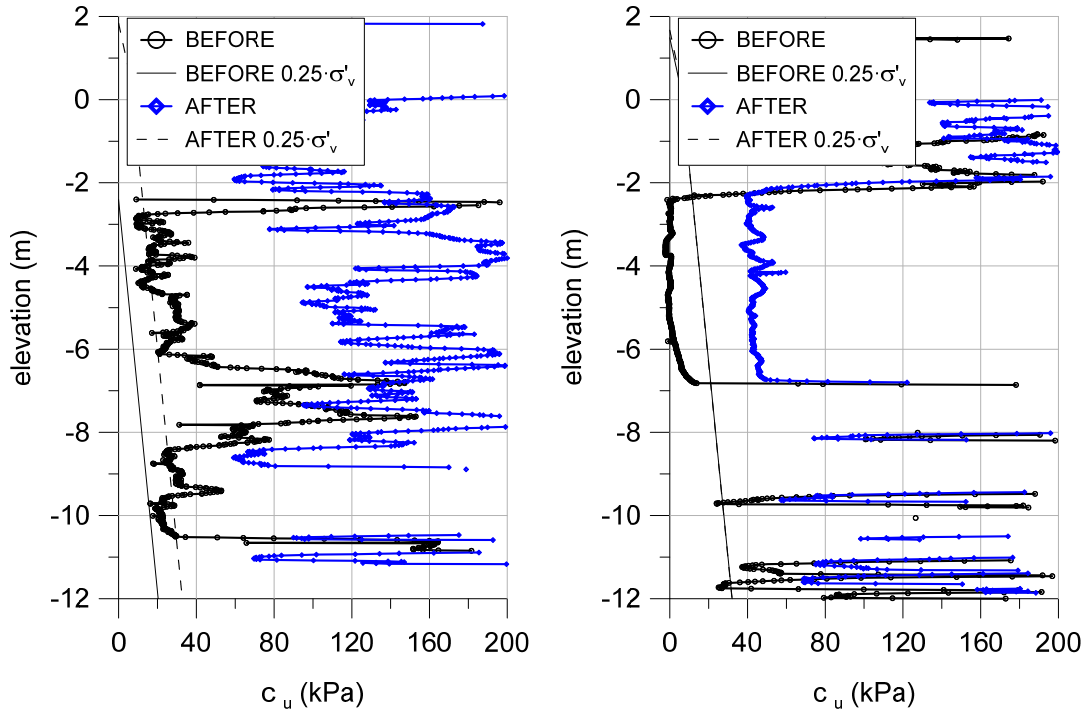 2
0
-2
-4
-6
-8
-10
-12
elevation (m)
0 40 80 120 160 200
c u (kPa)
BEFORE
BEFORE 0.25·σ'v
AFTER
AFTER 0.25·σ'v
2
0
-2
-4
-6
-8
-10
-12
elevation (m)
0 40 80 120 160 200
c u (kPa)
BEFORE
BEFORE 0.25·σ'v
AFTER
AFTER 0.25·σ'v